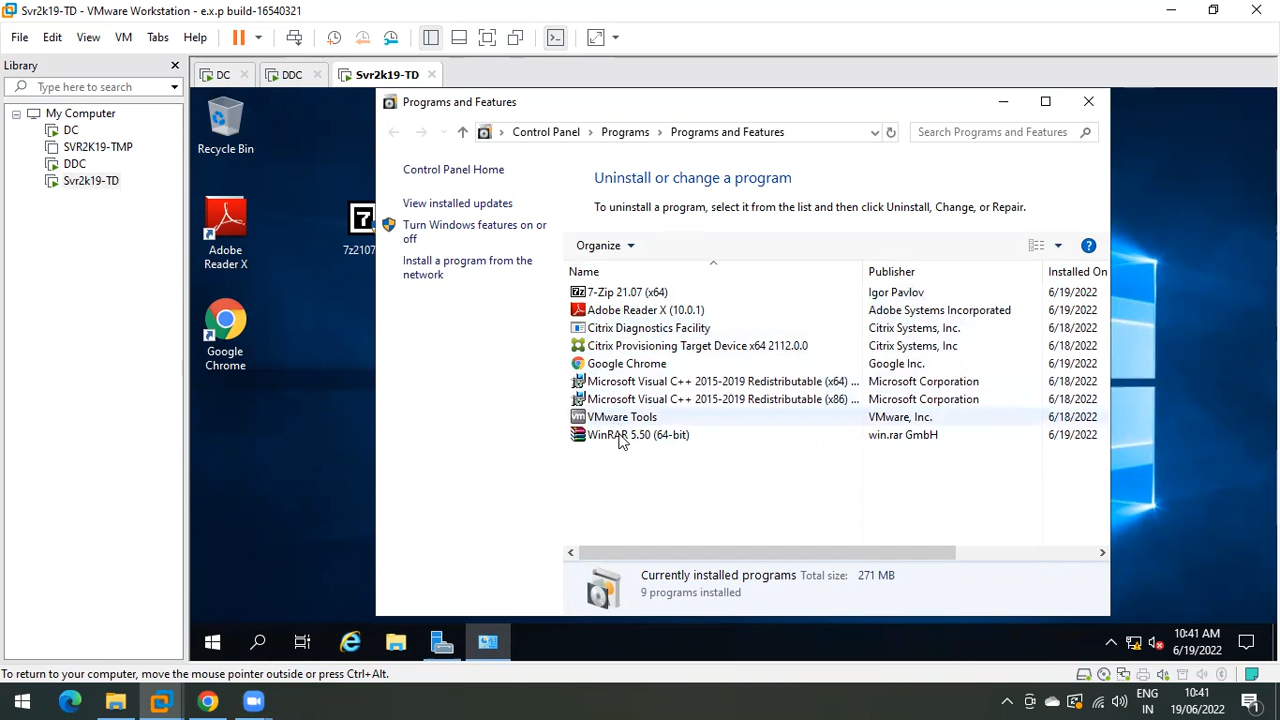 Svr2k19-TD - VMware Workstation - e.x.p build-16540321
File Edit View VM Tabs Help
Library
Type here to search
My Computer
DC
SVR2K19-TMP
DDC
Svr2k19-TD
DC DDC Svr2k19-TD
Recycle Bin
Adobe
Reader X
7z2107
Google
Chrome
Programs and Features
Control Panel Programs Programs and Features
Search Programs and Features
Control Panel Home
View installed updates
Turn Windows features on or
off
Install a program from the
network
Uninstall or change a program
To uninstall a program, select it from the list and then click Uninstall, Change, or Repair.
Organize
Name Publisher Installed On
7-Zip 21.07 (x64) Igor Pavlov 6/19/2022
Adobe Reader X (10.0.1) Adobe Systems Incorporated 6/19/2022
Citrix Diagnostics Facility Citrix Systems, Inc. 6/18/2022
Citrix Provisioning Target Device x64 2112.0.0 Citrix Systems, Inc 6/18/2022
Google Chrome Google Inc. 6/19/2022
Microsoft Visual C++ 2015-2019 Redistributable (x64) ... Microsoft Corporation 6/18/2022
Microsoft Visual C++ 2015-2019 Redistributable (x86) ... Microsoft Corporation 6/18/2022
VMware Tools VMware, Inc. 6/18/2022
WinRAR 5.50 (64-bit) win.rar GmbH 6/19/2022
Currently installed programs Total size: 271 MB
9 programs installed
10:41 AM
6/19/2022
To return to your computer, move the mouse pointer outside or press Ctrl+Alt.
ENG
IN
10:41
19/06/2022
1